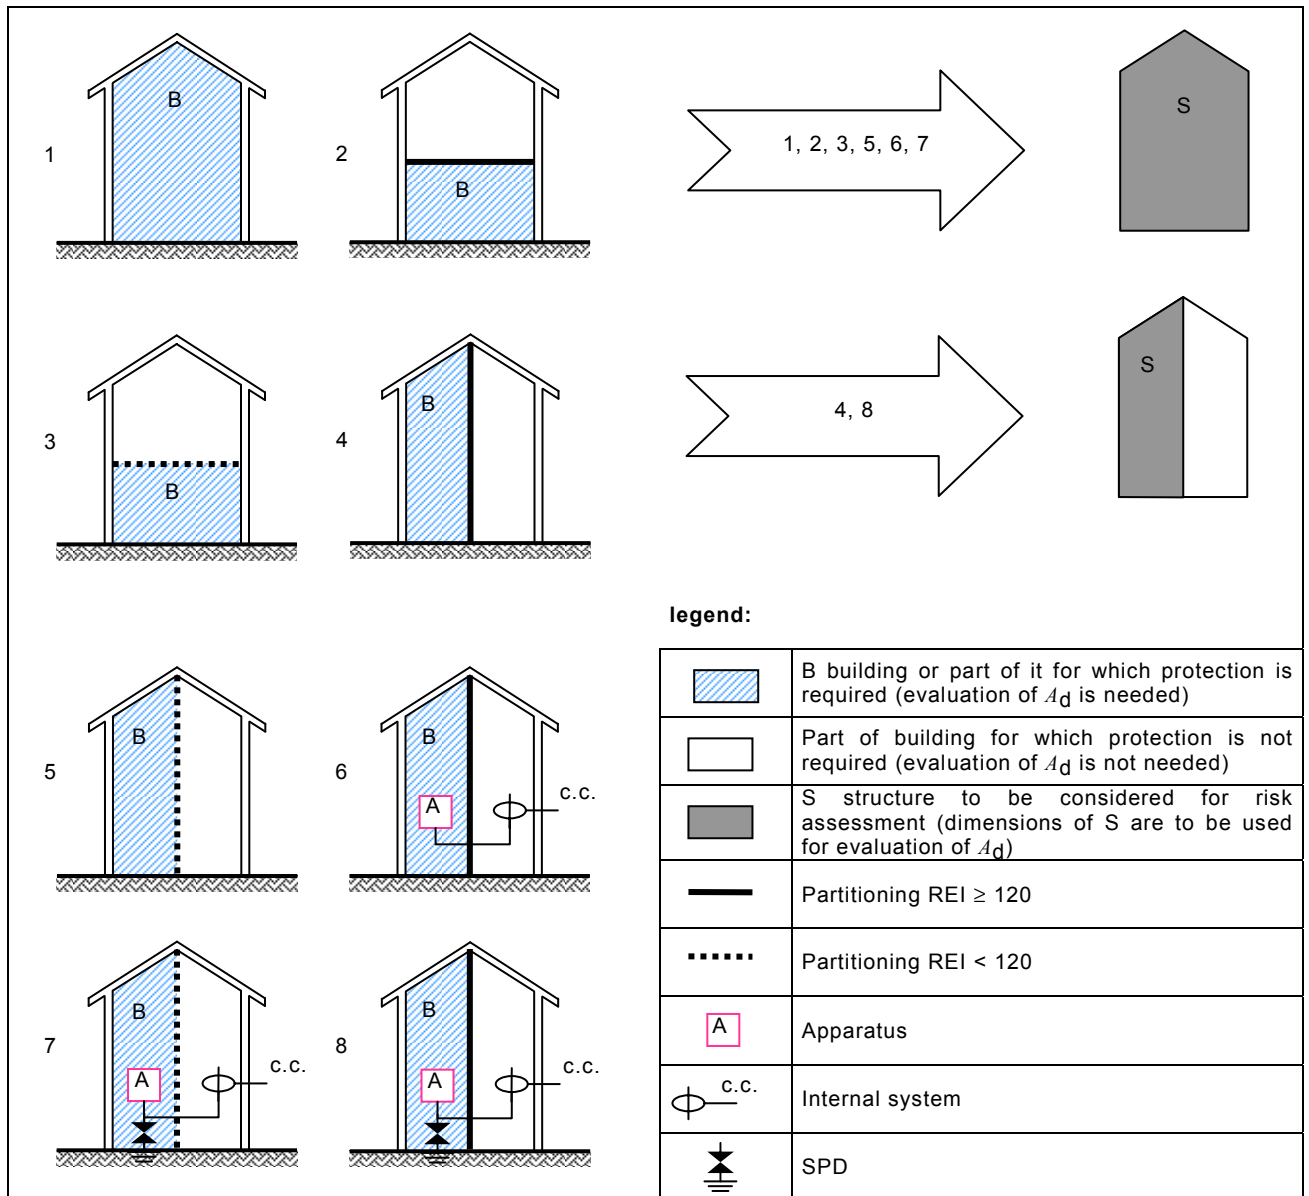 1
B
2
B
1, 2, 3, 5, 6, 7
S
3
B
4
B
4, 8
S
legend:
B building or part of it for which protection is
required (evaluation of Ad is needed)
Part of building for which protection is not
required (evaluation of Ad is not needed)
S structure to be considered for risk
assessment (dimensions of S are to be used
for evaluation of Ad)
Partitioning REI ≥ 120
Partitioning REI < 120
A
Apparatus
c.c.
Internal system
SPD
5
B
6
B
A
c.c.
7
B
A
c.c.
8
B
A
c.c.